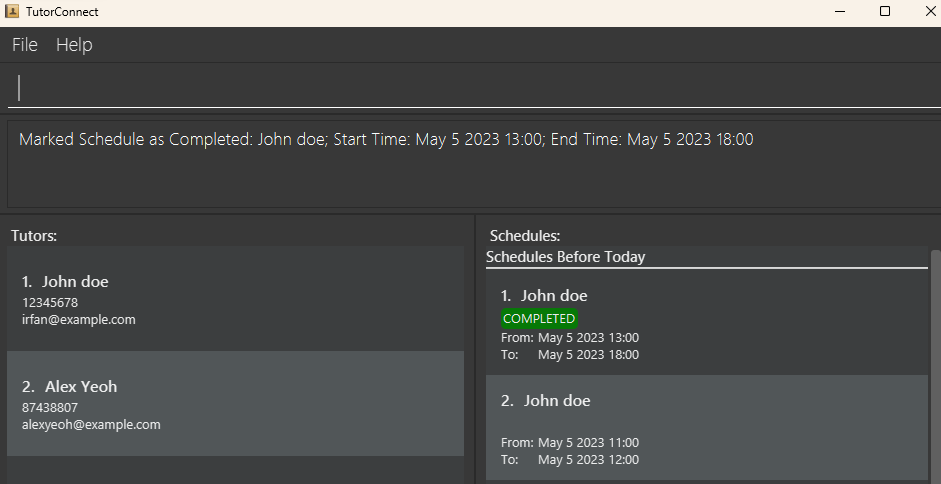 TutorConnect
File Help
Marked Schedule as Completed: John doe; Start Time: May 5 2023 13:00; End Time: May 5 2023 18:00
Tutors:
1. John doe
12345678
irfan@example.com
2. Alex Yeoh
87438807
alexyeoh@example.com
Schedules:
Schedules Before Today
1. John doe
COMPLETED
From: May 5 2023 13:00
To: May 5 2023 18:00
2. John doe
From: May 5 2023 11:00
To: May 5 2023 12:00